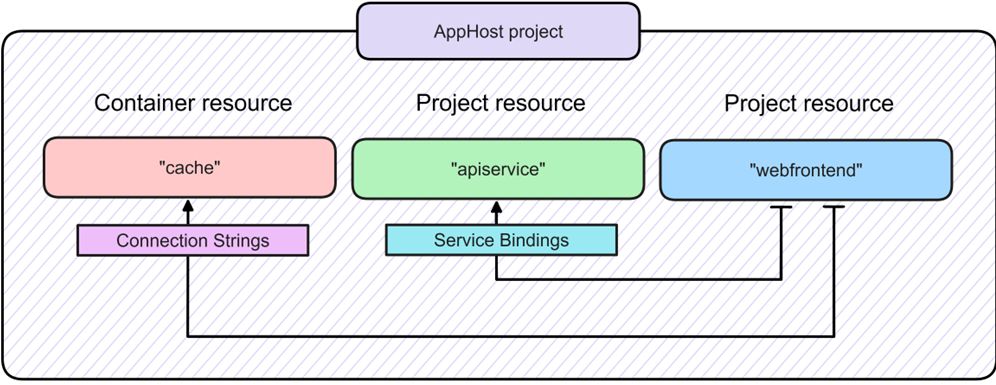 AppHost project
Container resource
Project resource
Project resource
"cache"
"apiservice"
"webfrontend"
Connection Strings
Service Bindings